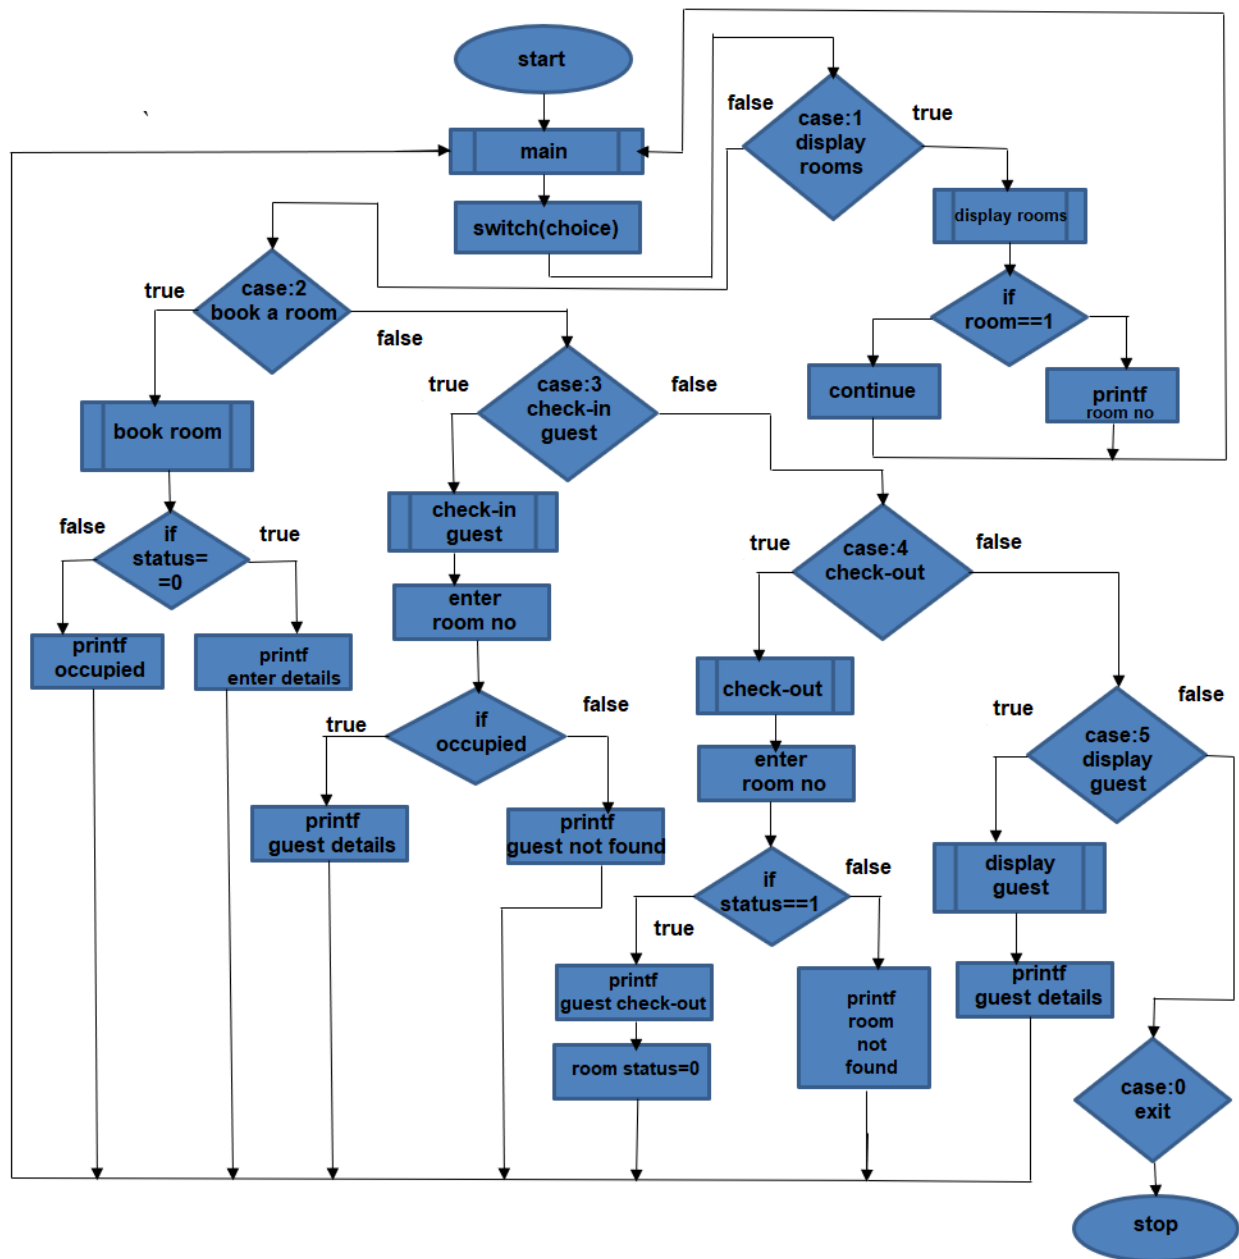 start
main
switch(choice)
false
case:1
display
rooms
true
display rooms
if
room==1
continue
printf
room no
true
case:2
book a room
false
book room
false
if
status=
=0
true
printf
occupied
printf
enter details
true
case:3
check-in
guest
false
check-in
guest
enter
room no
true
if
occupied
false
printf
guest details
printf
guest not found
true
case:4
check-out
false
check-out
enter
room no
if
status==1
false
true
printf
guest check-out
room status=0
printf
room
not
found
true
case:5
display
guest
false
display
guest
printf
guest details
case:0
exit
stop